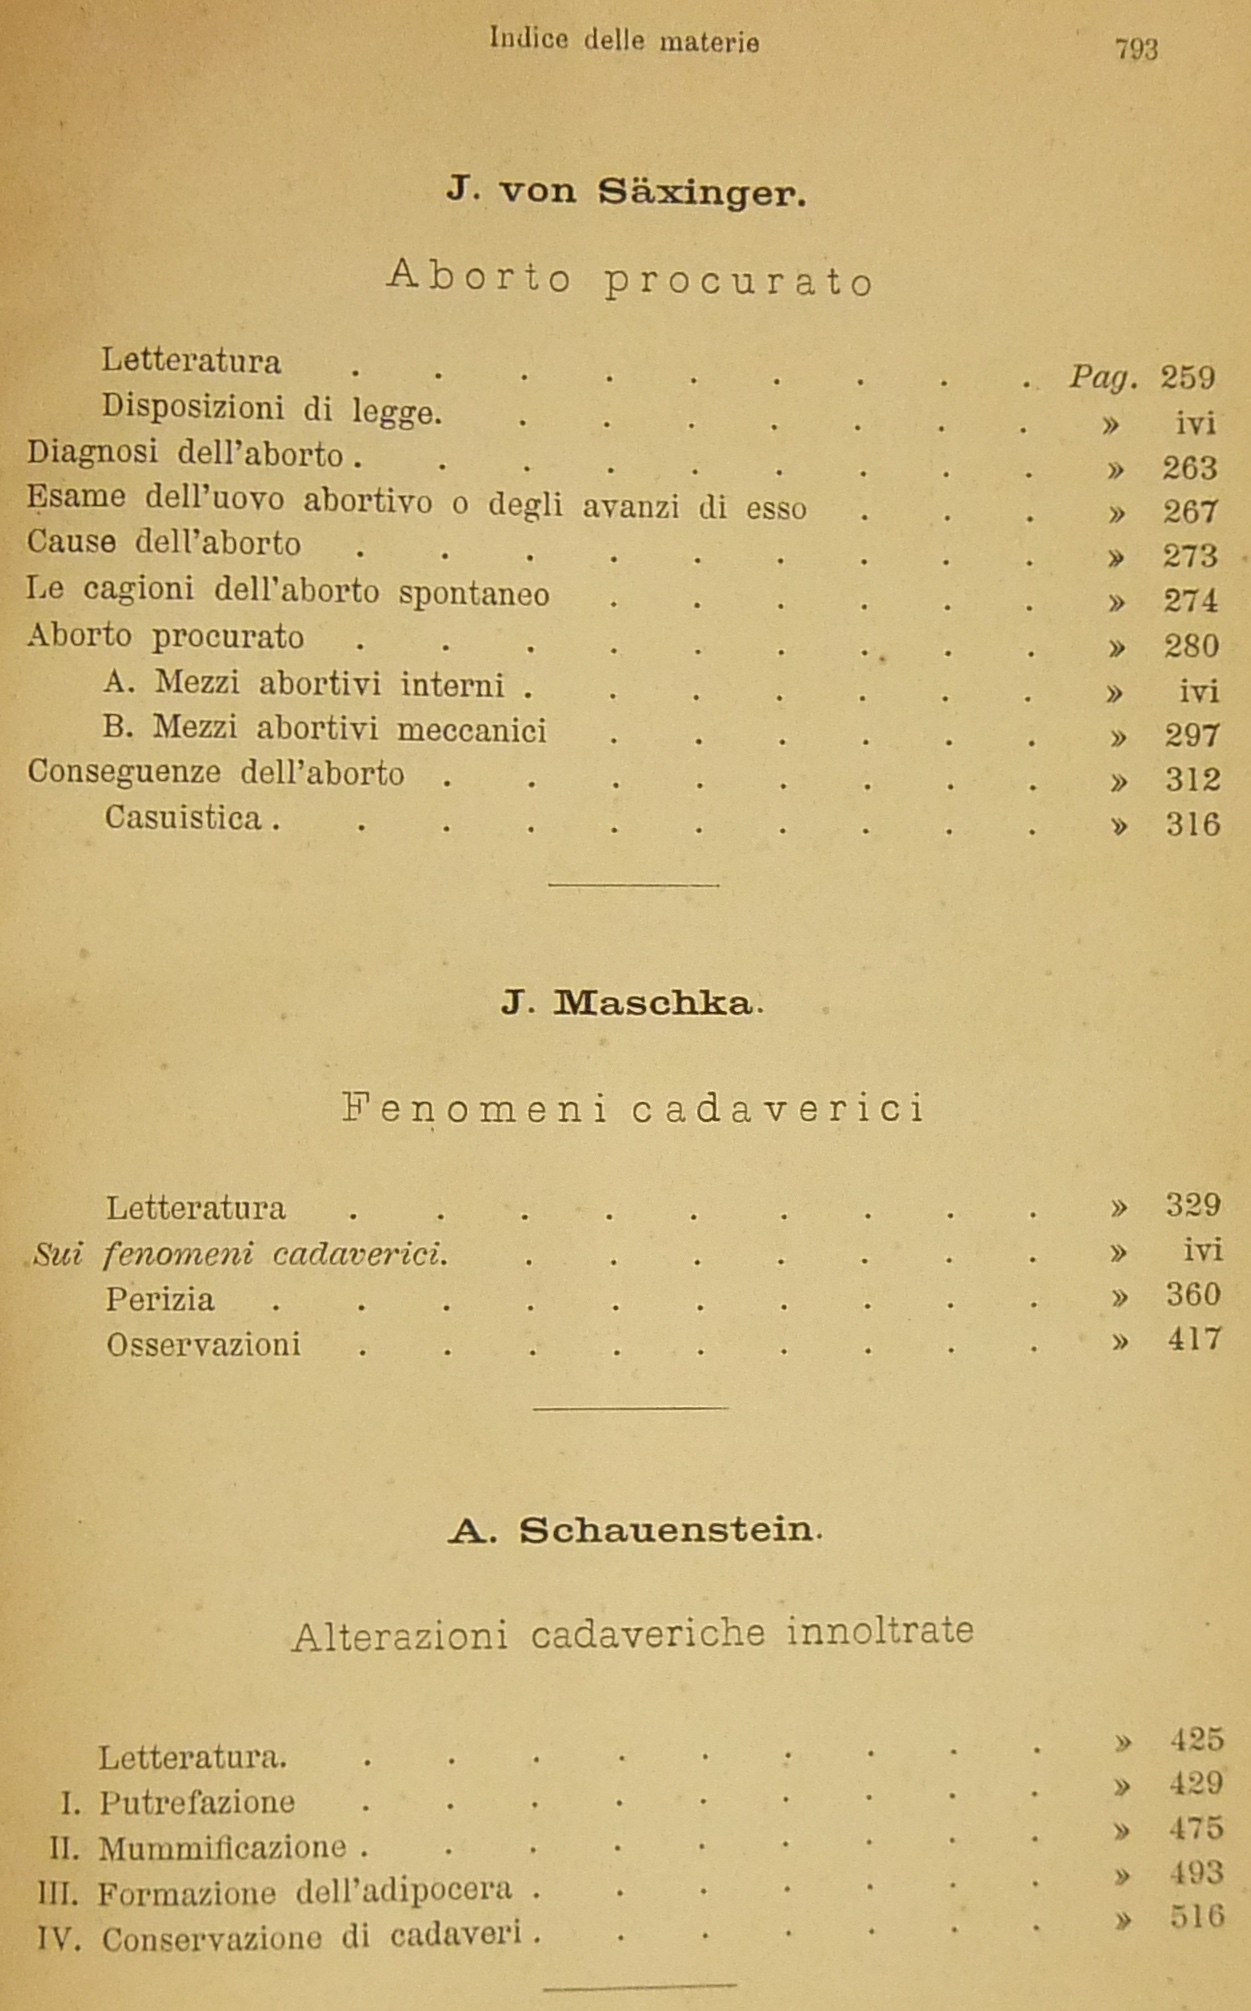 Indice delle materie 793
J. von Säxinger.
Aborto procurato
Letteratura . . . . . . . . . Pag. 259
Disposizioni di legge. . . . . . . . » ivi
Diagnosi dell'aborto . . . . . . . . . » 263
Esame dell'uovo abortivo o degli avanzi di esso . . . » 267
Cause dell'aborto . . . . . . . . . » 273
Le cagioni dell'aborto spontaneo . . . . . . » 274
Aborto procurato . . . . . . . . . » 280
A. Mezzi abortivi interni . . . . . . . » ivi
B. Mezzi abortivi meccanici . . . . . . » 297
Conseguenze dell'aborto . . . . . . . . » 312
Casuistica . . . . . . . . . . » 316
J. Maschka.
Fenomeni cadaverici
Letteratura . . . . . . . . . » 329
Sui fenomeni cadaverici. . . . . . . . » ivi
Perizia . . . . . . . . . . » 360
Osservazioni . . . . . . . . . » 417
A. Schauenstein.
Alterazioni cadaveriche innoltrate
Letteratura. . . . . . . . . . » 425
I. Putrefazione . . . . . . . . . » 429
II. Mummificazione . . . . . . . . . » 475
III. Formazione dell'adipocera . . . . . . . » 493
IV. Conservazione di cadaveri . . . . . . . » 516